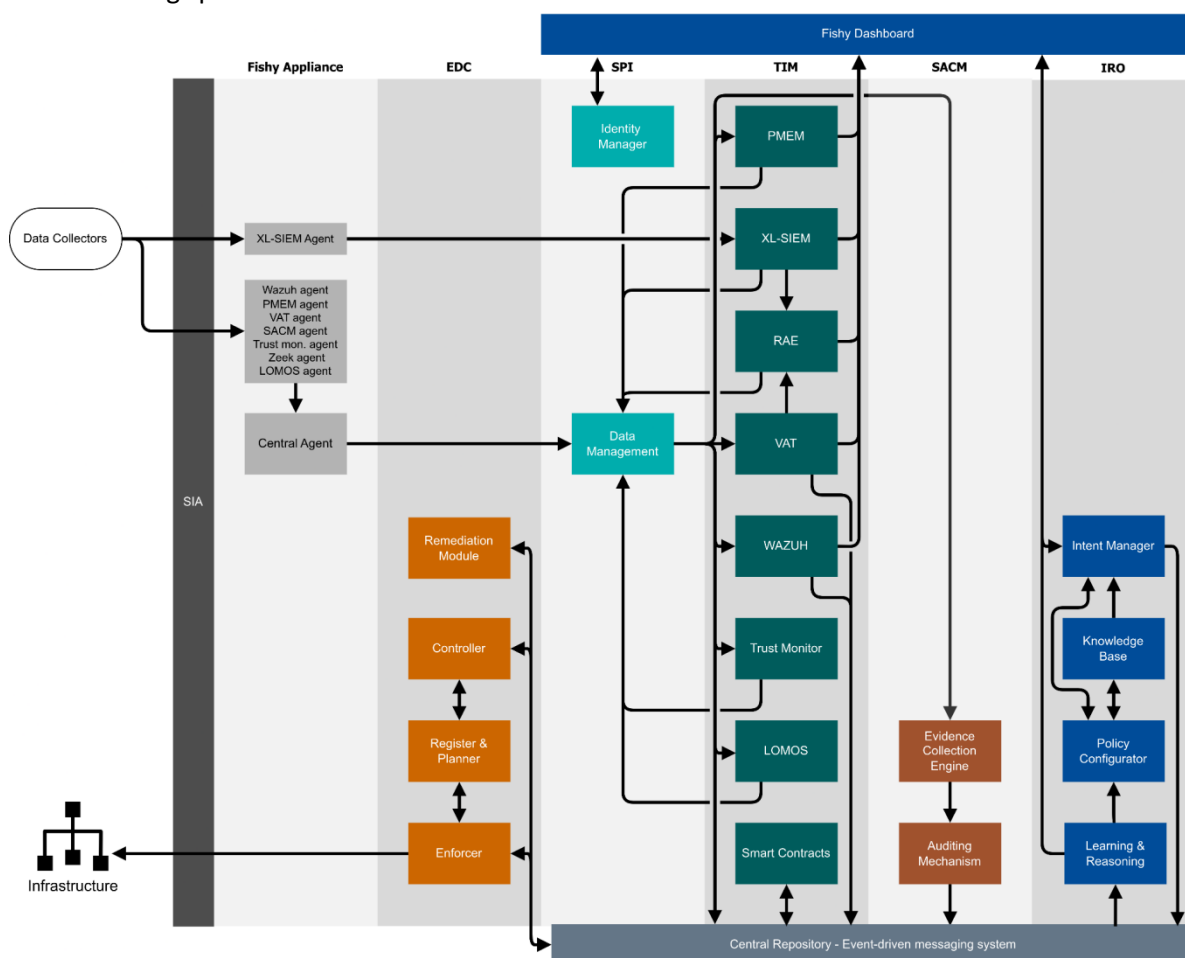 Fishy Dashboard
Fishy Appliance
EDC
SPI
TIM
SACM
IRO
Identity
Manager
PMEM
Data Collectors
XL-SIEM Agent
XL-SIEM
Wazuh agent
PMEM agent
VAT agent
SACM agent
Trust mon. agent
Zeek agent
LOMOS agent
RAE
Central Agent
Data
Management
VAT
SIA
Remediation
Module
WAZUH
Intent Manager
Controller
Trust Monitor
Knowledge
Base
Register &
Planner
LOMOS
Evidence
Collection
Engine
Policy
Configurator
Infrastructure
Enforcer
Smart Contracts
Auditing
Mechanism
Learning &
Reasoning
Central Repository - Event-driven messaging system